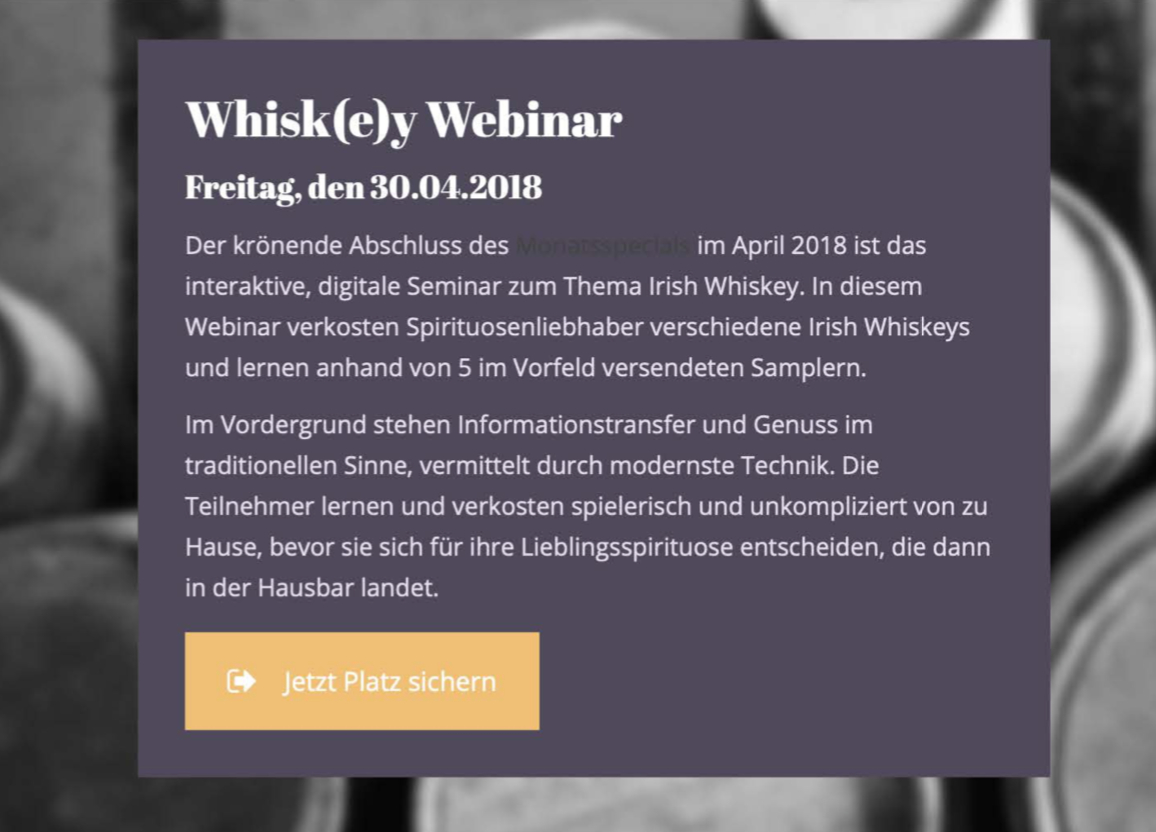 Whisk(e)y Webinar
Freitag, den 30.04.2018
Der krönende Abschluss des Monatsspecials im April 2018 ist das
interaktive, digitale Seminar zum Thema Irish Whiskey. In diesem
Webinar verkosten Spirituosenliebhaber verschiedene Irish Whiskeys
und lernen anhand von 5 im Vorfeld versendeten Samplern.
Im Vordergrund stehen Informationstransfer und Genuss im
traditionellen Sinne, vermittelt durch modernste Technik. Die
Teilnehmer lernen und verkosten spielerisch und unkompliziert von zu
Hause, bevor sie sich für ihre Lieblingsspirituose entscheiden, die dann
in der Hausbar landet.
Jetzt Platz sichern